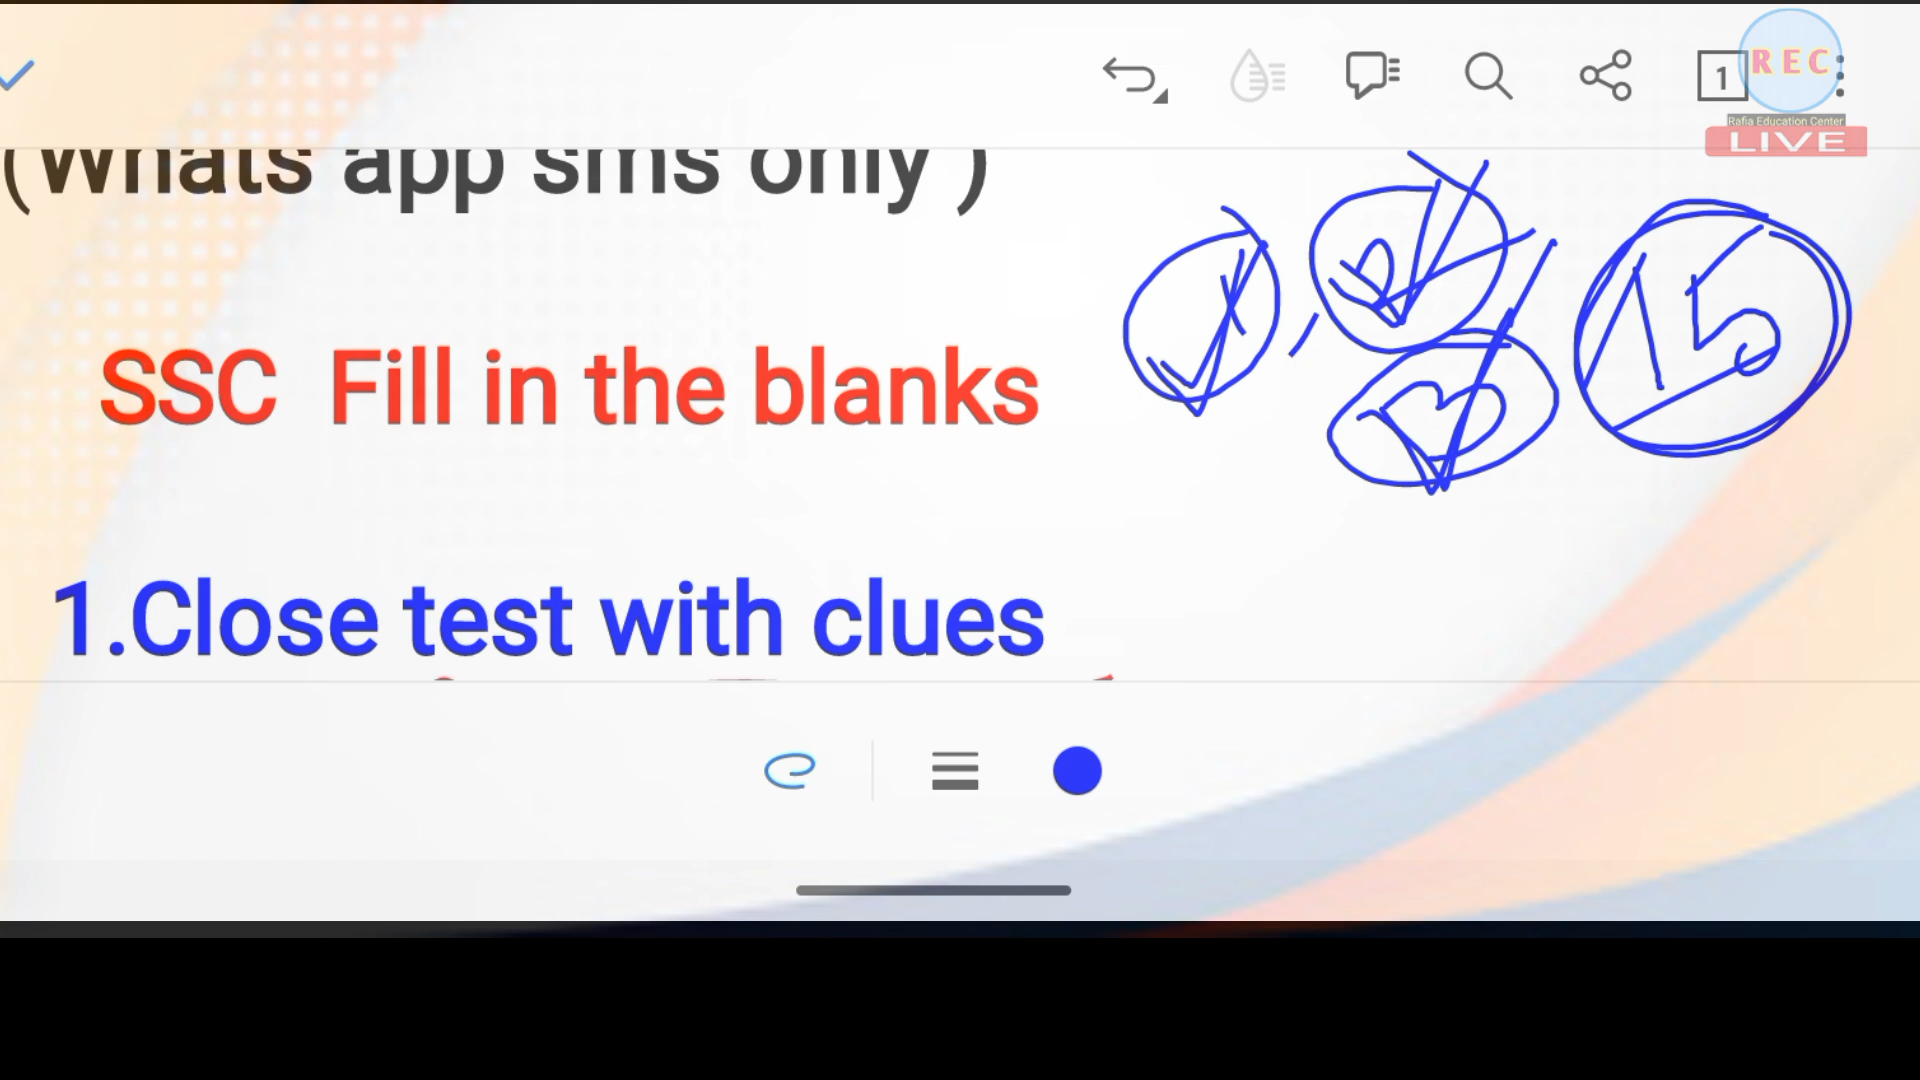 1
REC
Rafia Education Center
LIVE
(Whats app sms only )
15
SSC Fill in the blanks
1.Close test with clues